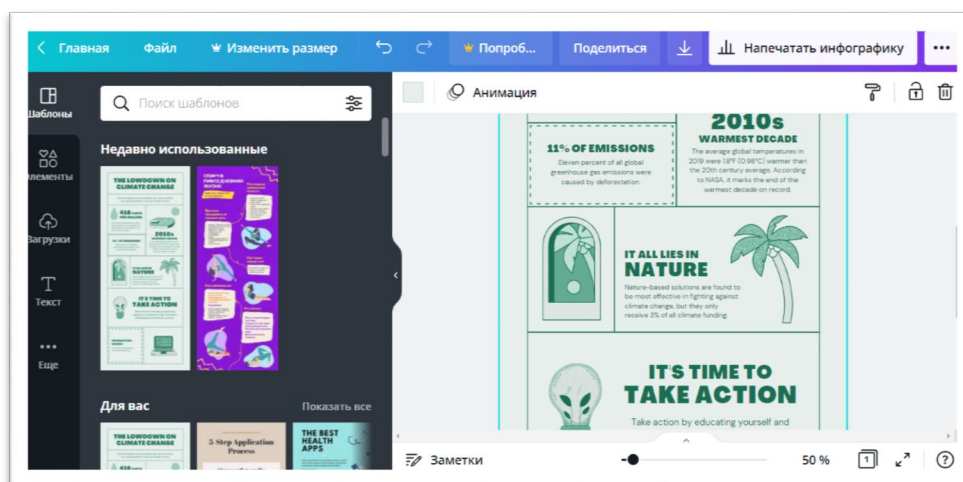 Главная Файл Изменить размер Попроб... Поделиться Напечатать инфографику
Шаблоны
Элементы
Загрузки
Текст
Еще
Поиск шаблонов
Недавно использованные
THE LOWDOWN ON
CLIMATE CHANGE
2010s
IT ALL LIES IN
NATURE
IT'S TIME TO
TAKE ACTION
Для вас Показать все
THE LOWDOWN ON
CLIMATE CHANGE
5-Step Application
Process
THE BEST
HEALTH
APPS
Анимация
11% OF EMISSIONS
Eleven percent of all global
greenhouse gas emissions were
caused by deforestation.
2010s
WARMEST DECADE
The average global temperatures in
2019 were 1.8°F (0.98°C) warmer than
the 20th century average. According
to NASA, it marks the end of the
warmest decade on record.
IT ALL LIES IN
NATURE
Nature-based solutions are found to
be most effective in fighting against
climate change, but they only
receive 3% of all climate funding.
IT'S TIME TO
TAKE ACTION
Take action by educating yourself and
Заметки 50 % 1